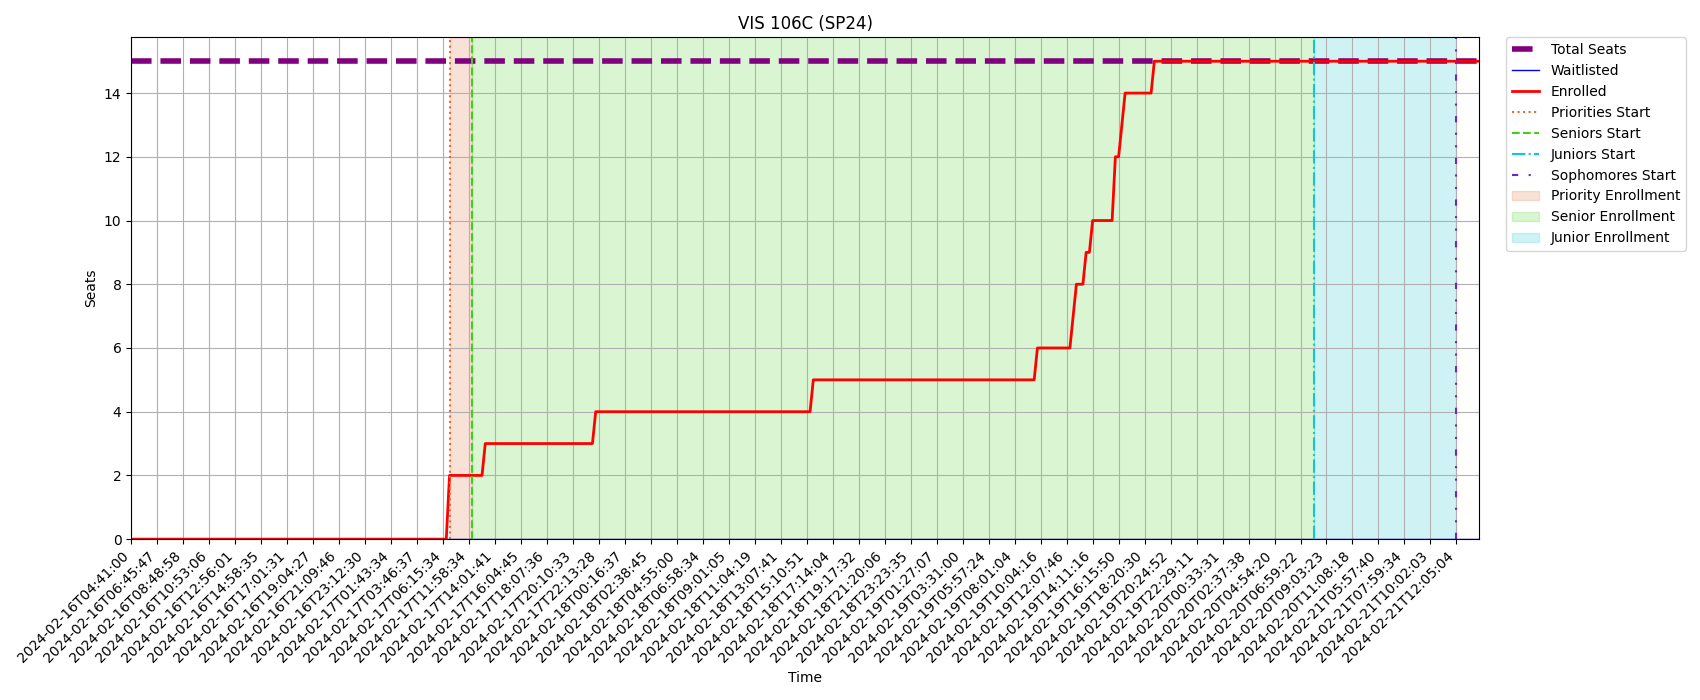 VIS 106C (SP24)
Seats
14
12
10
8
6
4
2
0
2024-02-16T04:41:00
2024-02-16T06:45:47
2024-02-16T08:48:58
2024-02-16T10:53:06
2024-02-16T12:56:01
2024-02-16T14:58:35
2024-02-16T17:01:31
2024-02-16T19:04:27
2024-02-16T21:09:46
2024-02-16T23:12:30
2024-02-17T01:43:34
2024-02-17T03:46:37
2024-02-17T06:15:34
2024-02-17T11:58:34
2024-02-17T14:01:41
2024-02-17T16:04:45
2024-02-17T18:07:36
2024-02-17T20:10:33
2024-02-17T22:13:28
2024-02-18T00:16:37
2024-02-18T02:38:45
2024-02-18T04:55:00
2024-02-18T06:58:34
2024-02-18T09:01:05
2024-02-18T11:04:19
2024-02-18T13:07:41
2024-02-18T15:10:51
2024-02-18T17:14:04
2024-02-18T19:17:32
2024-02-18T21:20:06
2024-02-18T23:23:35
2024-02-19T01:27:07
2024-02-19T03:31:00
2024-02-19T05:57:24
2024-02-19T08:01:04
2024-02-19T10:04:16
2024-02-19T12:07:46
2024-02-19T14:11:16
2024-02-19T16:15:50
2024-02-19T18:20:30
2024-02-19T20:24:52
2024-02-19T22:29:11
2024-02-20T00:33:31
2024-02-20T02:37:38
2024-02-20T04:54:20
2024-02-20T06:59:22
2024-02-20T09:03:23
2024-02-20T11:08:19
2024-02-21T05:57:40
2024-02-21T07:59:34
2024-02-21T10:02:03
2024-02-21T12:05:04
Time
Total Seats
Waitlisted
Enrolled
Priorities Start
Seniors Start
Juniors Start
Sophomores Start
Priority Enrollment
Senior Enrollment
Junior Enrollment